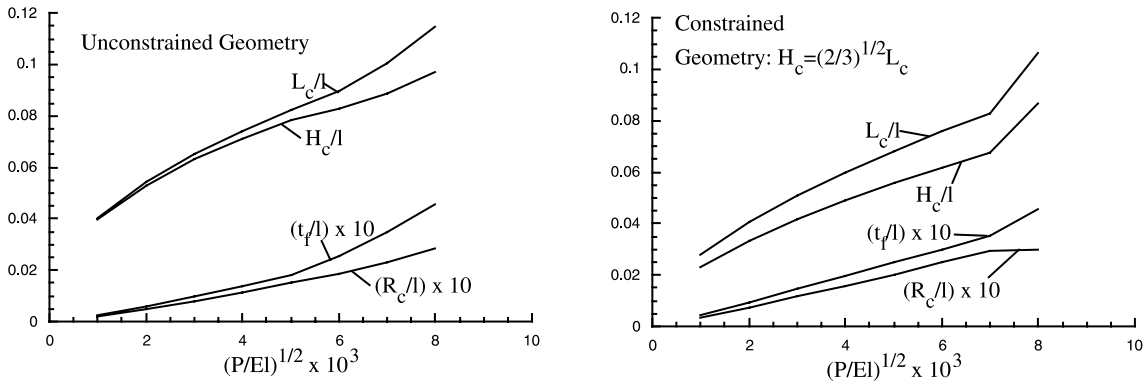 0.12
0.1
0.08
0.06
0.04
0.02
0
Unconstrained Geometry
L_c/l
H_c/l
(t_f/l) x 10
(R_c/l) x 10
0 2 4 6 8 10
(P/El)^1/2 x 10^3
0.12
0.1
0.08
0.06
0.04
0.02
0
Constrained
Geometry: H_c=(2/3)^1/2L_c
L_c/l
H_c/l
(t_f/l) x 10
(R_c/l) x 10
0 2 4 6 8 10
(P/El)^1/2 x 10^3